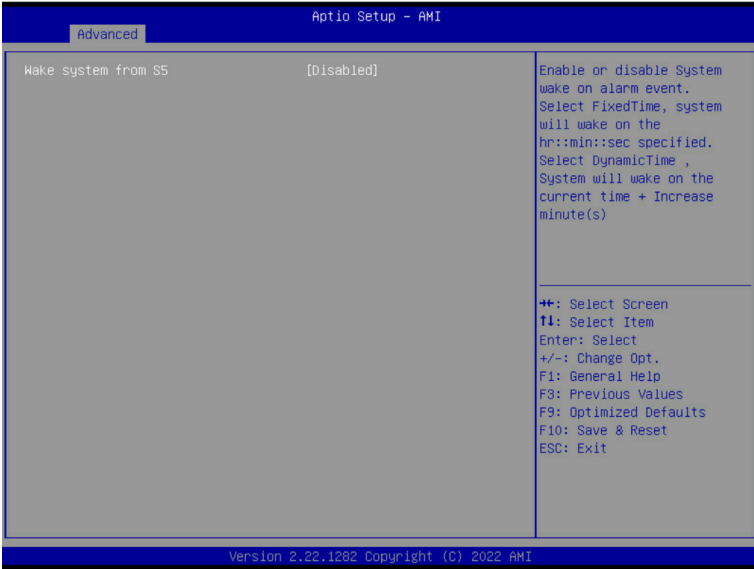 Aptio Setup – AMI
Advanced
Wake system from S5 [Disabled]
Enable or disable System
wake on alarm event.
Select FixedTime, system
will wake on the
hr::min::sec specified.
Select DynamicTime ,
System will wake on the
current time + Increase
minute(s)
→←: Select Screen
↑↓: Select Item
Enter: Select
+/-: Change Opt.
F1: General Help
F3: Previous Values
F9: Optimized Defaults
F10: Save & Reset
ESC: Exit
Version 2.22.1282 Copyright (C) 2022 AMI